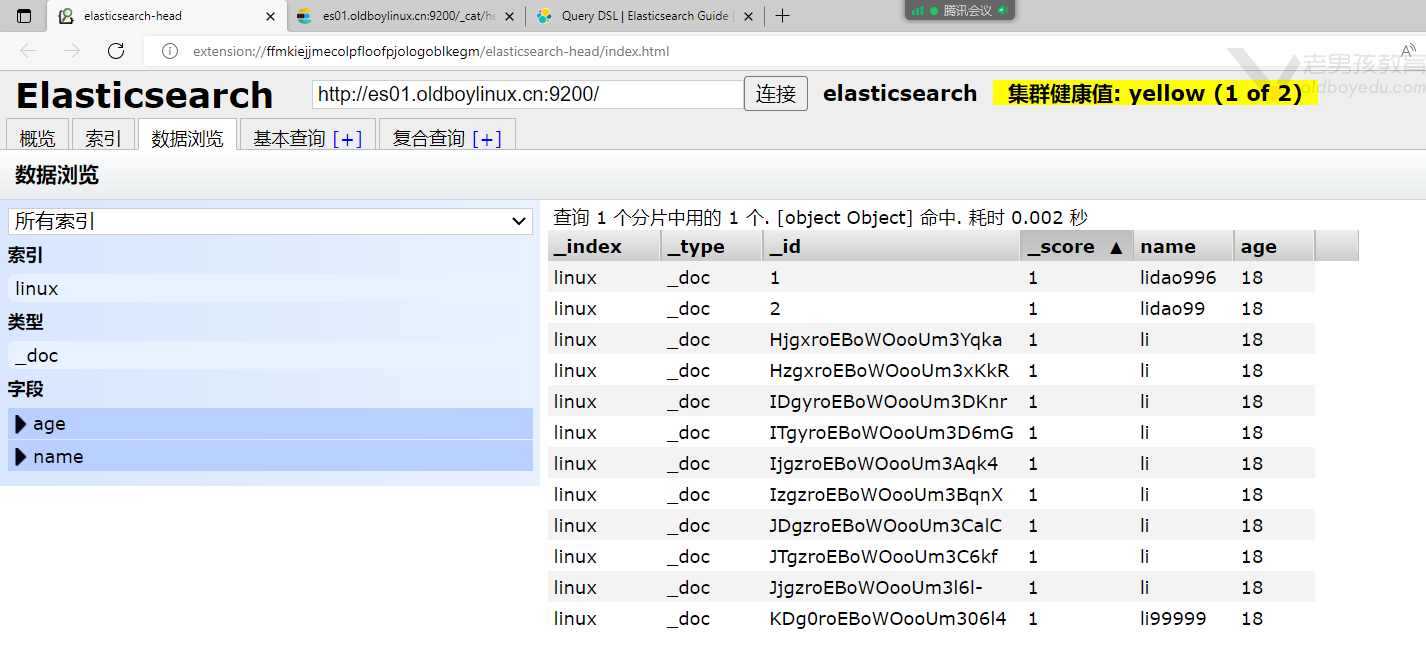 elasticsearch-head
es01.oldboylinux.cn:9200/_cat/he
Query DSL | Elasticsearch Guide
腾讯会议
extension://ffmkiejjmecolpfloofpjologoblkegm/elasticsearch-head/index.html
老男孩教育
oldboyedu.com
Elasticsearch http://es01.oldboylinux.cn:9200/ 连接 elasticsearch 集群健康值: yellow (1 of 2)
概览 索引 数据浏览 基本查询 [+] 复合查询 [+]
数据浏览
所有索引
索引
linux
类型
_doc
字段
age
name
查询 1 个分片中用的 1 个. [object Object] 命中. 耗时 0.002 秒
_index _type _id _score ▲ name age
linux _doc 1 1 lidao996 18
linux _doc 2 1 lidao99 18
linux _doc HjgxroEBoWOooUm3Yqka 1 li 18
linux _doc HzgxroEBoWOooUm3xKkR 1 li 18
linux _doc IDgyroEBoWOooUm3DKnr 1 li 18
linux _doc ITgyroEBoWOooUm3D6mG 1 li 18
linux _doc IjgzroEBoWOooUm3Aqk4 1 li 18
linux _doc IzgzroEBoWOooUm3BqnX 1 li 18
linux _doc JDgzroEBoWOooUm3CalC 1 li 18
linux _doc JTgzroEBoWOooUm3C6kf 1 li 18
linux _doc JjgzroEBoWOooUm3l6l- 1 li 18
linux _doc KDg0roEBoWOooUm306l4 1 li99999 18